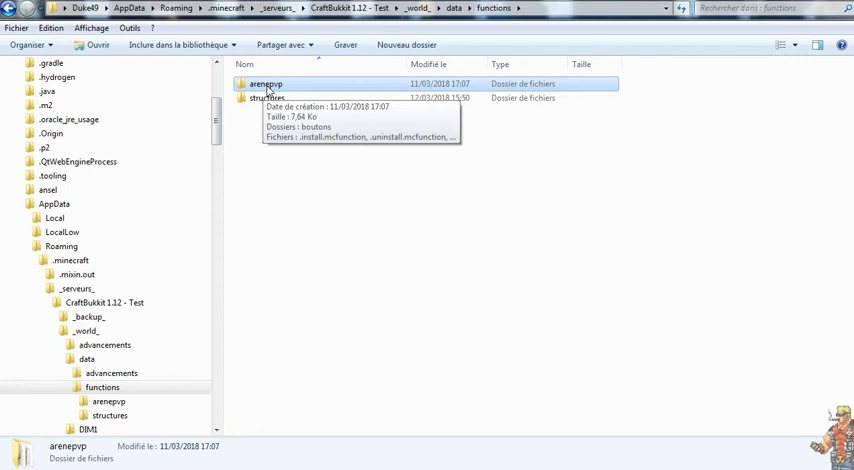 Duke49 ▸ AppData ▸ Roaming ▸ .minecraft ▸ _serveurs_ ▸ CraftBukkit 1.12 - Test ▸ _world_ ▸ data ▸ functions ▸
Rechercher dans : functions
Fichier Edition Affichage Outils ?
Organiser Ouvrir Inclure dans la bibliothèque Partager avec Graver Nouveau dossier
Nom Modifié le Type Taille
.gradle
.hydrogen
.java
.m2
.oracle_jre_usage
.Origin
.p2
.QtWebEngineProcess
.tooling
ansel
AppData
Local
LocalLow
Roaming
.minecraft
.mixin.out
_serveurs_
CraftBukkit 1.12 - Test
_backup_
_world_
advancements
data
advancements
functions
arenepvp
structures
DIM1
arenepvp 11/03/2018 17:07 Dossier de fichiers
structures 12/03/2018 15:50 Dossier de fichiers
Date de création : 11/03/2018 17:07
Taille : 7,64 Ko
Dossiers : boutons
Fichiers : .install.mcfunction, .uninstall.mcfunction, ...
arenepvp Modifié le : 11/03/2018 17:07
Dossier de fichiers